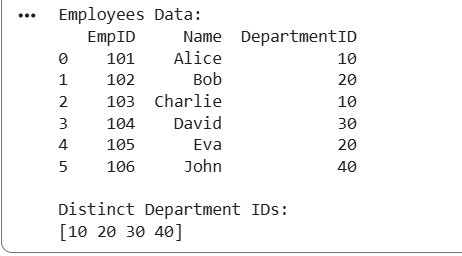 Employees Data:
EmpID Name DepartmentID
0 101 Alice 10
1 102 Bob 20
2 103 Charlie 10
3 104 David 30
4 105 Eva 20
5 106 John 40
Distinct Department IDs:
[10 20 30 40]